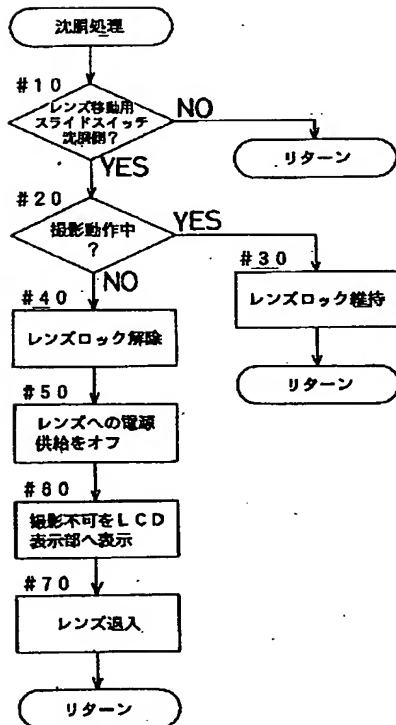 沈胴処理
#10
レンズ移動用
スライドスイッチ
沈胴側?
NO
リターン
YES
#20
撮影動作中
?
YES
NO
#30
レンズロック維持
リターン
#40
レンズロック解除
#50
レンズへの電源
供給をオフ
#60
撮影不可をLCD
表示部へ表示
#70
レンズ退入
リターン